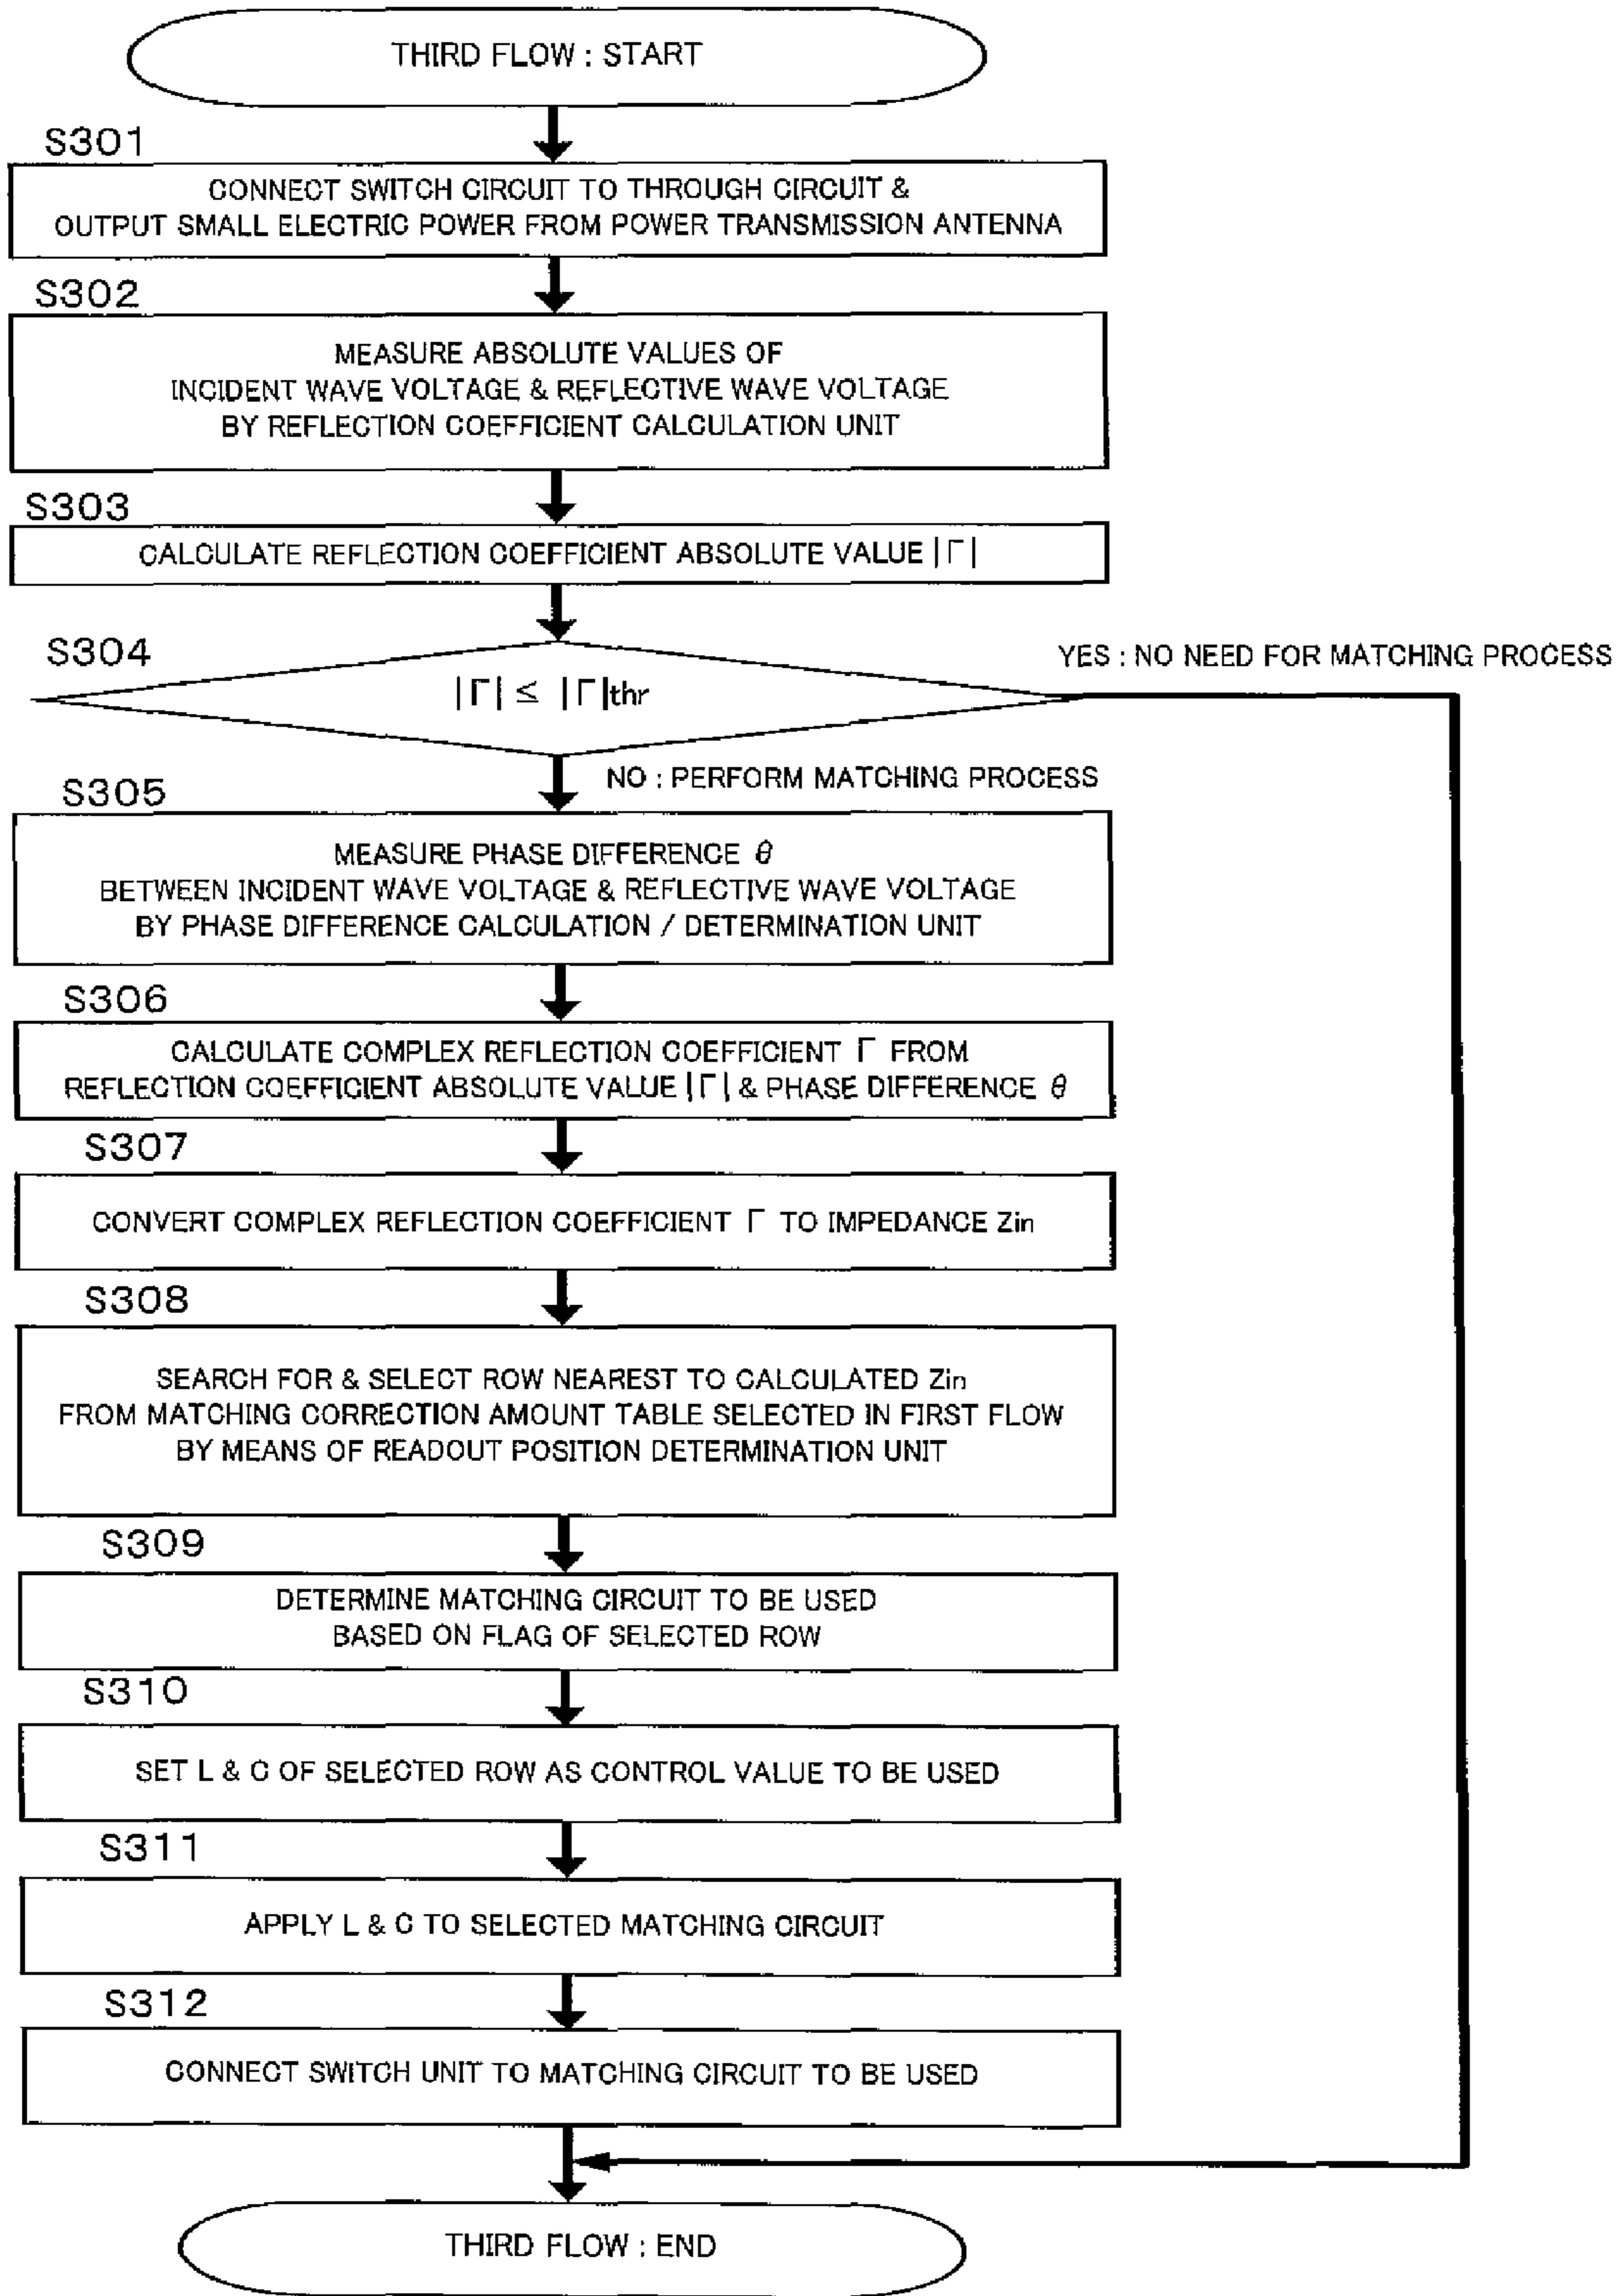 THIRD FLOW : START
S301
CONNECT SWITCH CIRCUIT TO THROUGH CIRCUIT &
OUTPUT SMALL ELECTRIC POWER FROM POWER TRANSMISSION ANTENNA
S302
MEASURE ABSOLUTE VALUES OF
INCIDENT WAVE VOLTAGE & REFLECTIVE WAVE VOLTAGE
BY REFLECTION COEFFICIENT CALCULATION UNIT
S303
CALCULATE REFLECTION COEFFICIENT ABSOLUTE VALUE |Γ|
S304
|Γ| ≤ |Γ|thr
YES : NO NEED FOR MATCHING PROCESS
NO : PERFORM MATCHING PROCESS
S305
MEASURE PHASE DIFFERENCE θ
BETWEEN INCIDENT WAVE VOLTAGE & REFLECTIVE WAVE VOLTAGE
BY PHASE DIFFERENCE CALCULATION / DETERMINATION UNIT
S306
CALCULATE COMPLEX REFLECTION COEFFICIENT Γ FROM
REFLECTION COEFFICIENT ABSOLUTE VALUE |Γ| & PHASE DIFFERENCE θ
S307
CONVERT COMPLEX REFLECTION COEFFICIENT Γ TO IMPEDANCE Zin
S308
SEARCH FOR & SELECT ROW NEAREST TO CALCULATED Zin
FROM MATCHING CORRECTION AMOUNT TABLE SELECTED IN FIRST FLOW
BY MEANS OF READOUT POSITION DETERMINATION UNIT
S309
DETERMINE MATCHING CIRCUIT TO BE USED
BASED ON FLAG OF SELECTED ROW
S310
SET L & C OF SELECTED ROW AS CONTROL VALUE TO BE USED
S311
APPLY L & C TO SELECTED MATCHING CIRCUIT
S312
CONNECT SWITCH UNIT TO MATCHING CIRCUIT TO BE USED
THIRD FLOW : END